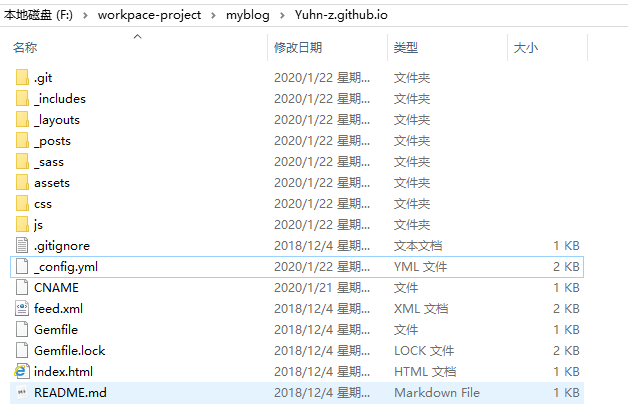 本地磁盘 (F:) › workpace-project › myblog › Yuhn-z.github.io
名称 修改日期 类型 大小
.git 2020/1/22 星期... 文件夹
_includes 2020/1/22 星期... 文件夹
_layouts 2020/1/22 星期... 文件夹
_posts 2020/1/22 星期... 文件夹
_sass 2020/1/22 星期... 文件夹
assets 2020/1/22 星期... 文件夹
css 2020/1/22 星期... 文件夹
js 2020/1/22 星期... 文件夹
.gitignore 2018/12/4 星期... 文本文档 1 KB
_config.yml 2020/1/22 星期... YML 文件 2 KB
CNAME 2020/1/21 星期... 文件 1 KB
feed.xml 2018/12/4 星期... XML 文档 2 KB
Gemfile 2018/12/4 星期... 文件 1 KB
Gemfile.lock 2018/12/4 星期... LOCK 文件 2 KB
index.html 2018/12/4 星期... HTML 文档 1 KB
README.md 2018/12/4 星期... Markdown File 1 KB